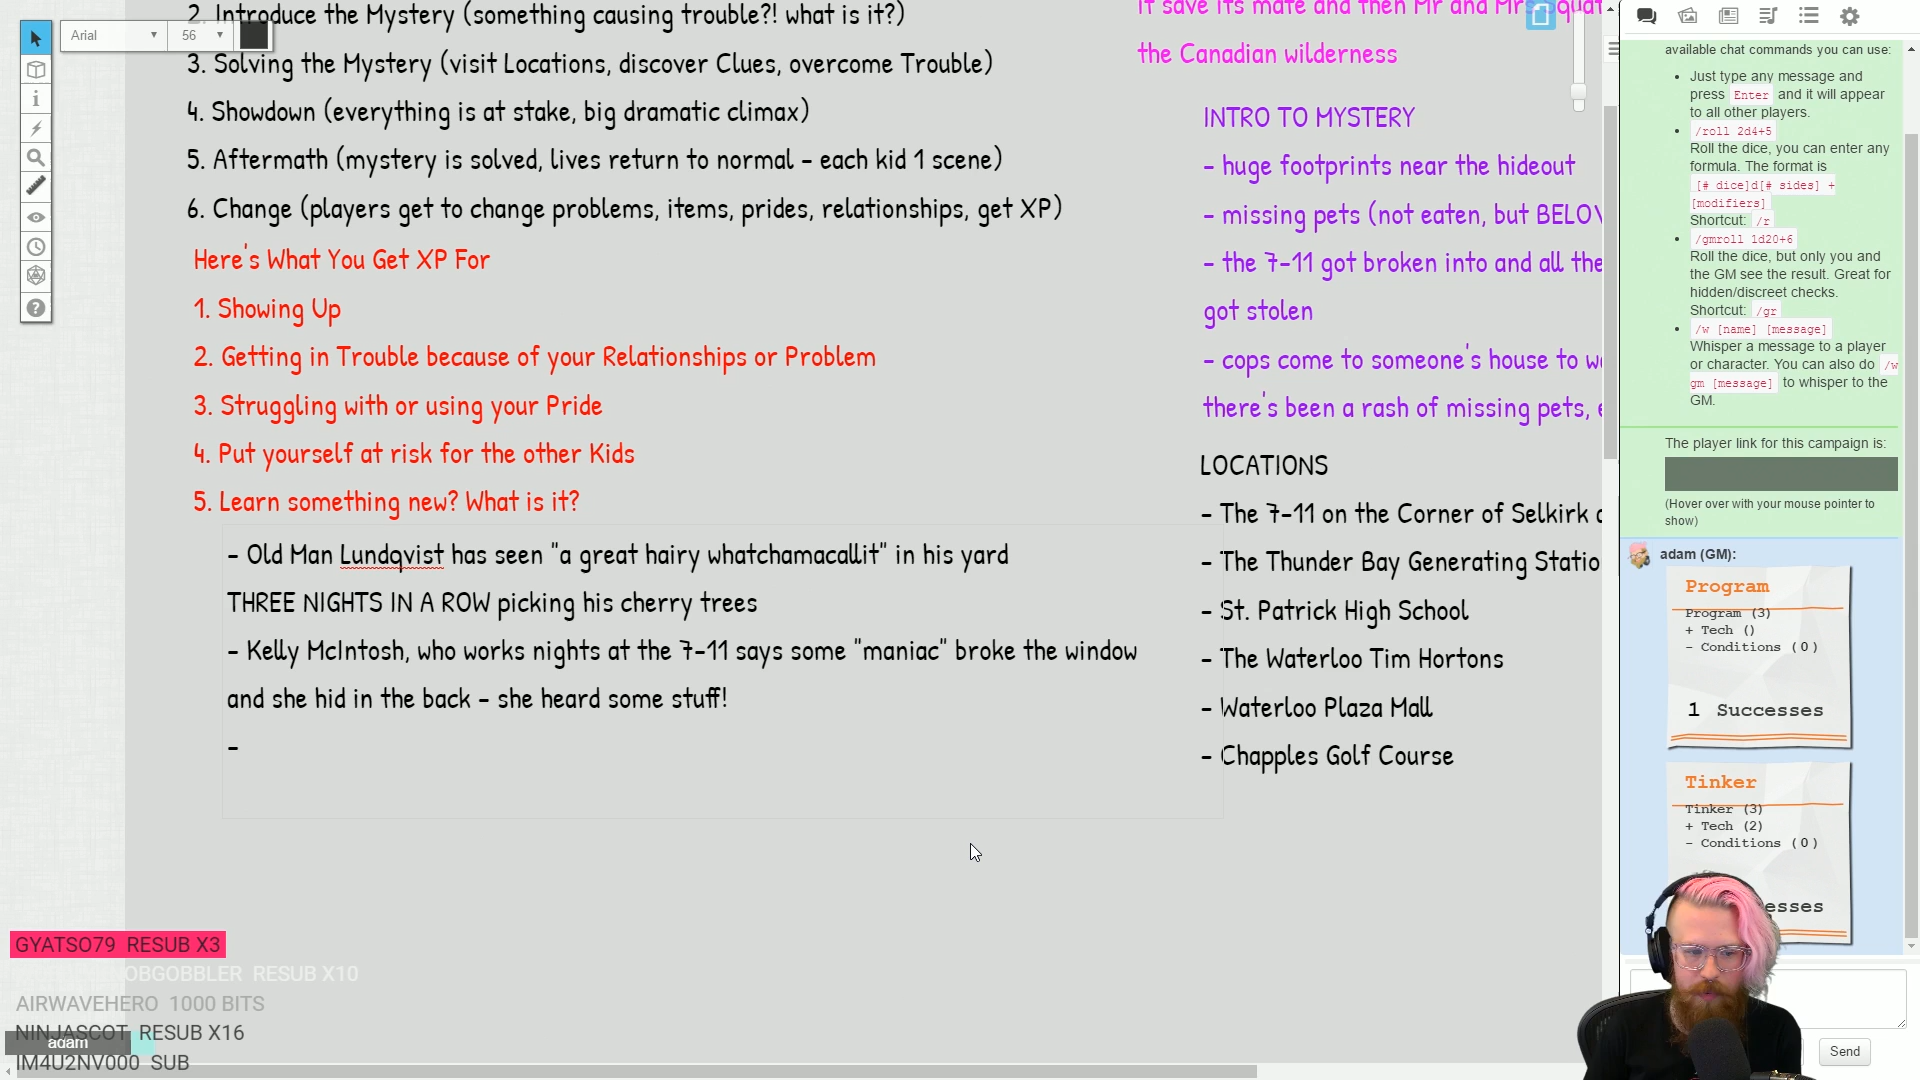 2. Introduce the Mystery (something causing trouble?! what is it?)
3. Solving the Mystery (visit Locations, discover Clues, overcome Trouble)
4. Showdown (everything is at stake, big dramatic climax)
5. Aftermath (mystery is solved, lives return to normal - each kid 1 scene)
6. Change (players get to change problems, items, prides, relationships, get XP)
Here's What You Get XP For
1. Showing Up
2. Getting in Trouble because of your Relationships or Problem
3. Struggling with or using your Pride
4. Put yourself at risk for the other Kids
5. Learn something new? What is it?
- Old Man Lundqvist has seen "a great hairy whatchamacallit" in his yard
THREE NIGHTS IN A ROW picking his cherry trees
- Kelly McIntosh, who works nights at the 7-11 says some "maniac" broke the window
and she hid in the back - she heard some stuff!
-
Arial
56
it save its mate and then Mr and Mrs
the Canadian wilderness
INTRO TO MYSTERY
- huge footprints near the hideout
- missing pets (not eaten, but
- the 7-11 got broken into and all the
got stolen
- cops come to someone's house to
there's been a rash of missing pets,
LOCATIONS
- The 7-11 on the Corner of Selkirk
- The Thunder Bay Generating
- St. Patrick High School
- The Waterloo Tim Hortons
- Waterloo Plaza Mall
- Chapples Golf Course
available chat commands you can use:
Just type any message and
press Enter and it will appear
to all other players.
/roll 2d4+5
Roll the dice, you can enter any
formula. The format is
[# dice]d[# sides] +
[modifiers]
Shortcut: /r
/gmroll 1d20+6
Roll the dice, but only you and
the GM see the result. Great for
hidden/discreet checks.
Shortcut: /gr
/w [name] [message]
Whisper a message to a player
or character. You can also do /w
gm [message] to whisper to the
GM.
The player link for this campaign is:
(Hover over with your mouse pointer to
show)
adam (GM):
Program
Program (3)
+ Tech ()
- Conditions (0)
1 Successes
Tinker
Tinker (3)
+ Tech (2)
- Conditions (0)
Send
GYATSO79 RESUB X3
OBGOBBLER RESUB X10
AIRWAVEHERO 1000 BITS
NINJASCOT RESUB X16
adam
IM4U2NV000 SUB